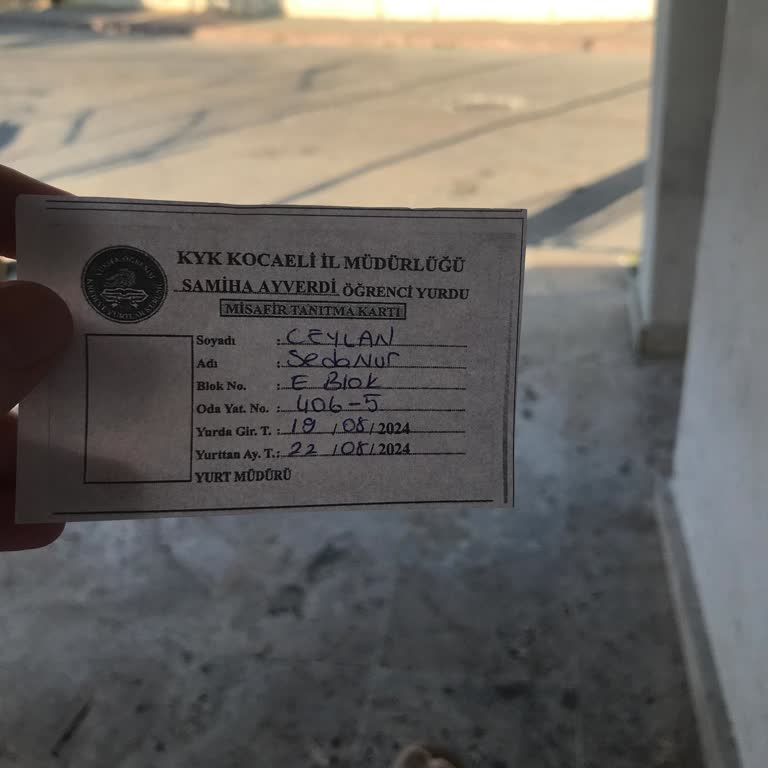 KYK KOCAELİ İL MÜDÜRLÜĞÜ
SAMİHA AYVERDİ ÖĞRENCİ YURDU
MİSAFİR TANITMA KARTI
Soyadı : CEYLAN
Adı : SedaNur
Blok No. : E Blok
Oda Yat. No. : 406-5
Yurda Gir. T. : 19 / 08 / 2024
Yurttan Ay. T.: 22 / 08 / 2024
YURT MÜDÜRÜ